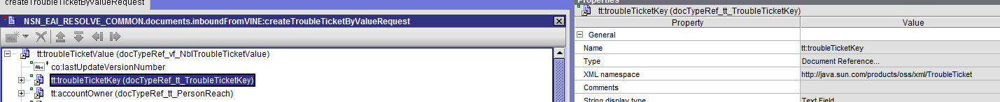 createTroubleTicketByValueRequest
NSN_EAI_RESOLVE_COMMON.documents.inboundFromVINE:createTroubleTicketByValueRequest
Abc
tt:troubleTicketValue (docTypeRef_vf_NblTroubleTicketValue)
Abc co:lastUpdateVersionNumber
tt:troubleTicketKey (docTypeRef_tt_TroubleTicketKey)
tt:accountOwner (docTypeRef_tt_PersonReach)
Properties
tt:troubleTicketKey (docTypeRef_tt_TroubleTicketKey)
Property Value
General
Name tt:troubleTicketKey
Type Document Reference...
XML namespace http://java.sun.com/products/oss/xml/TroubleTicket
Comments
String display type Text Field